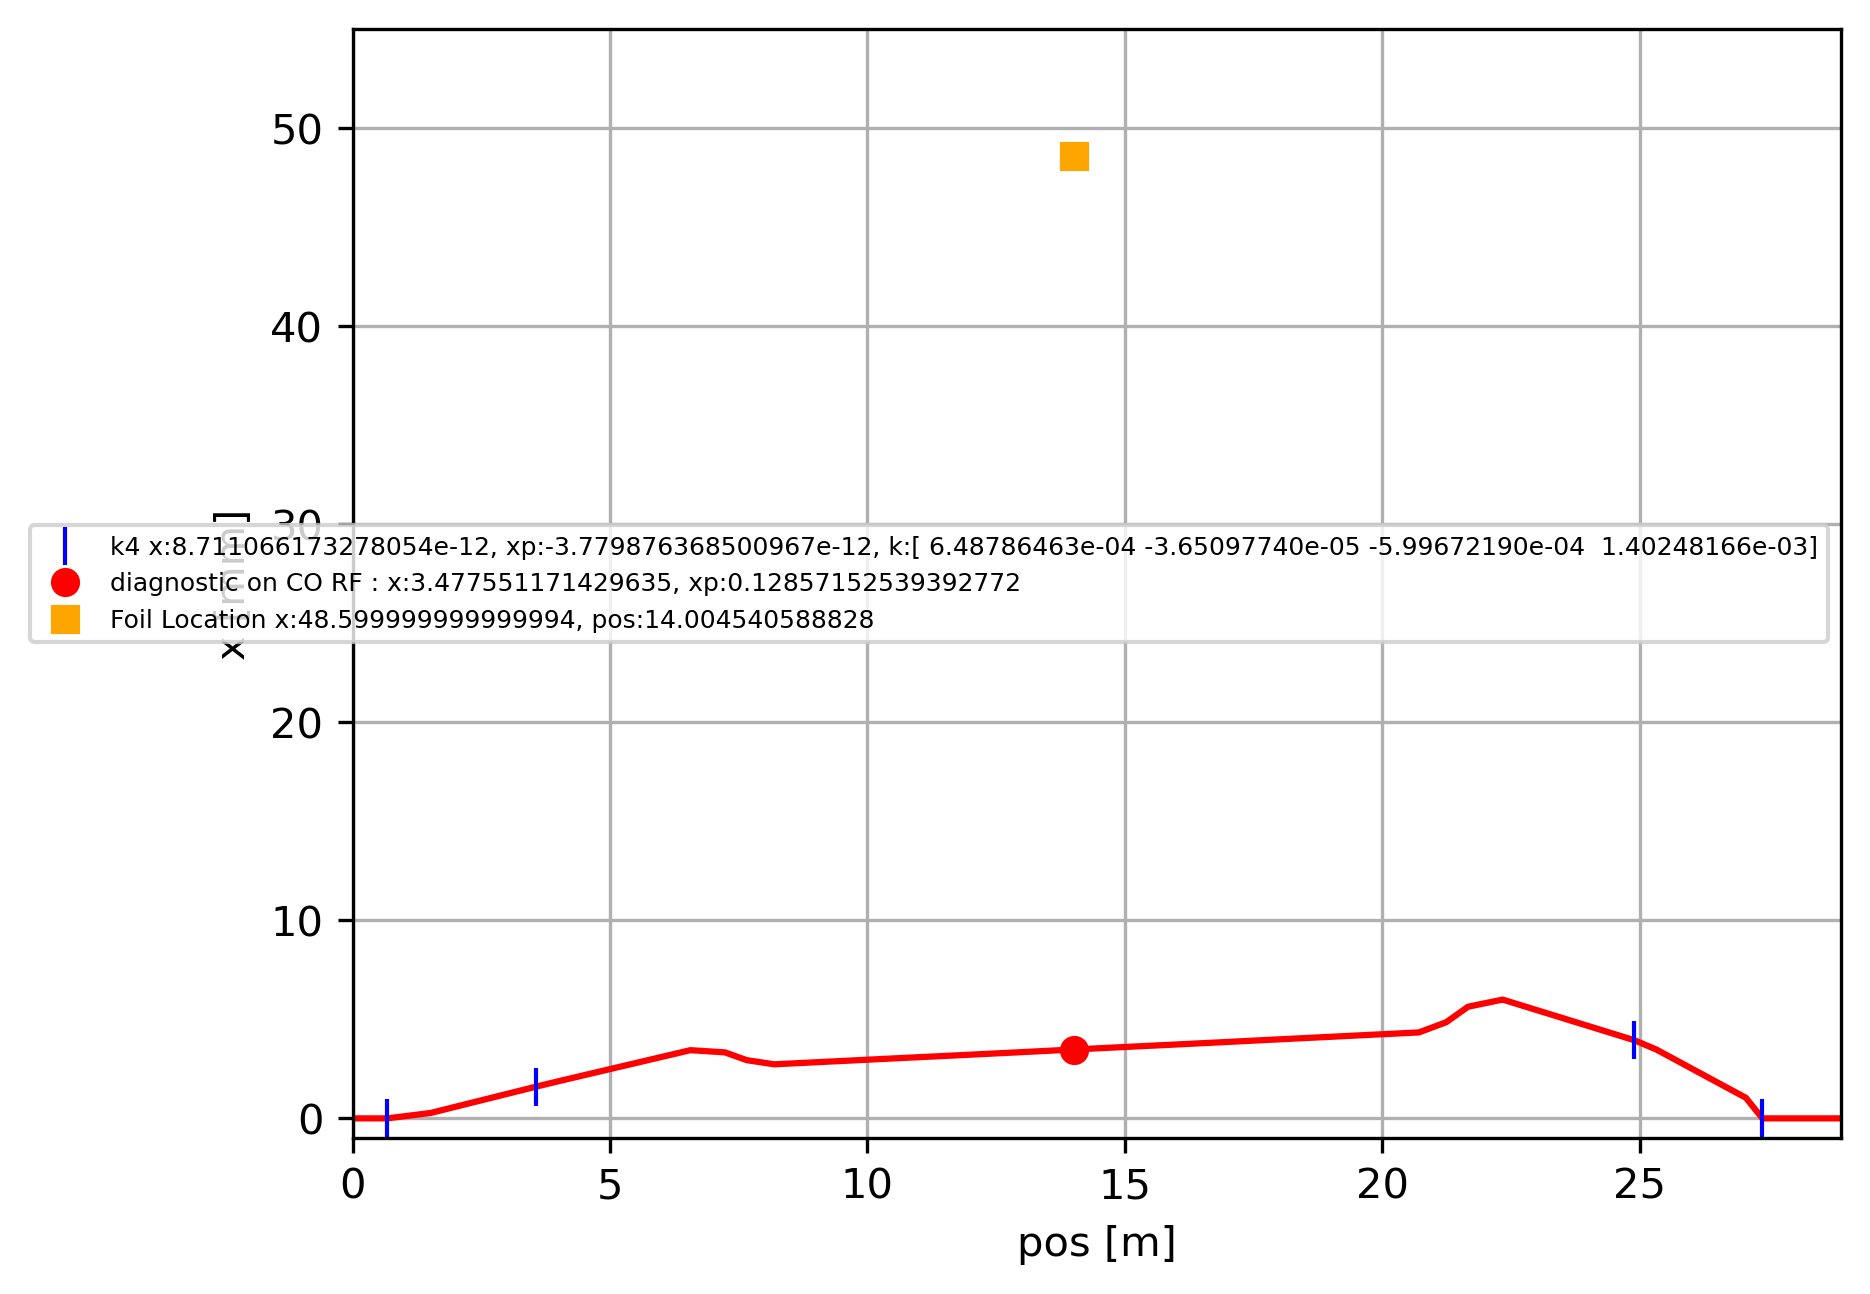 50
40
30
x [mm]
k4 x:8.711066173278054e-12, xp:-3.779876368500967e-12, k:[ 6.48786463e-04 -3.65097740e-05 -5.99672190e-04  1.40248166e-03]
diagnostic on CO RF : x:3.477551171429635, xp:0.12857152539392772
Foil Location x:48.599999999999994, pos:14.004540588828
20
10
0
0 5 10 15 20 25
pos [m]